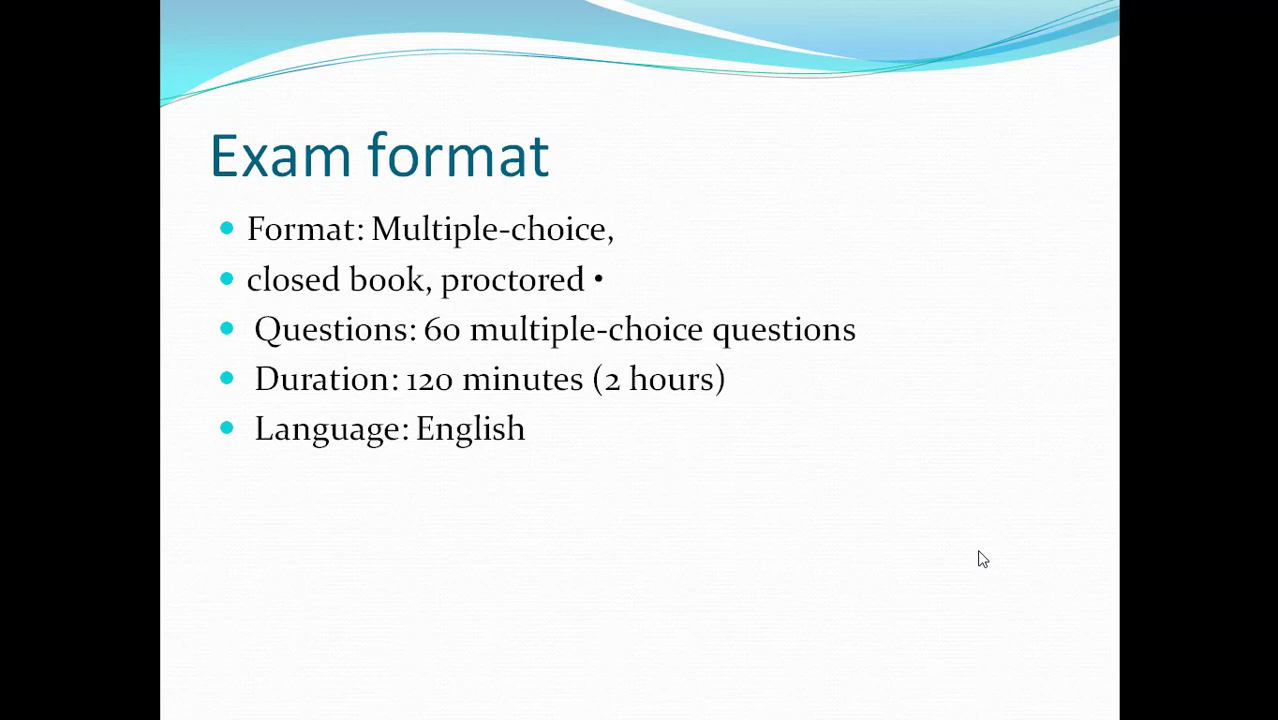 Exam format
• Format: Multiple-choice,
• closed book, proctored •
• Questions: 60 multiple-choice questions
• Duration: 120 minutes (2 hours)
• Language: English